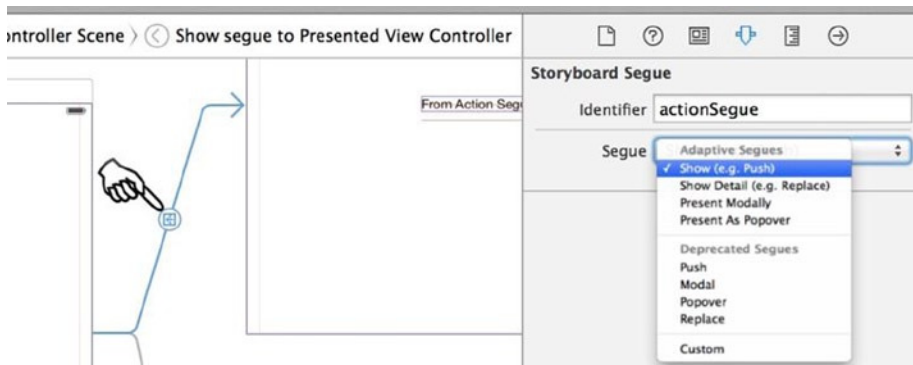 ontroller Scene Show segue to Presented View Controller
From Action Seg
Storyboard Segue
Identifier actionSegue
Segue
Adaptive Segues
✓ Show (e.g. Push)
Show Detail (e.g. Replace)
Present Modally
Present As Popover
Deprecated Segues
Push
Modal
Popover
Replace
Custom